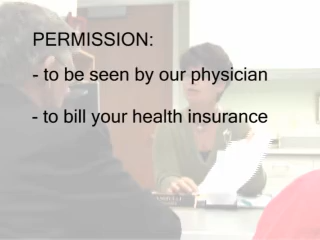 PERMISSION:
- to be seen by our physician
- to bill your health insurance